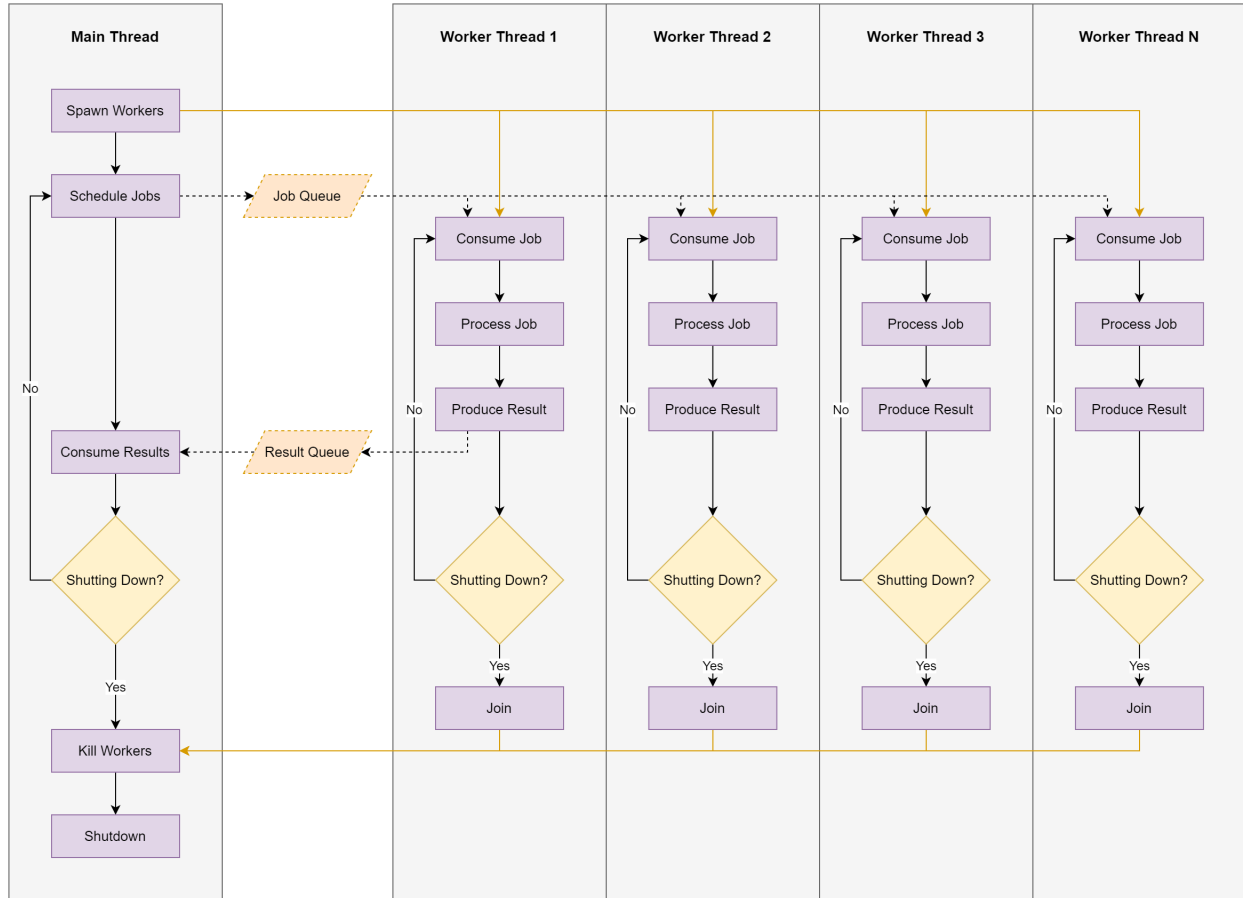 Main Thread
Worker Thread 1
Worker Thread 2
Worker Thread 3
Worker Thread N
Spawn Workers
Schedule Jobs
Job Queue
Consume Job
Consume Job
Consume Job
Consume Job
Process Job
Process Job
Process Job
Process Job
No
No
No
No
No
Produce Result
Produce Result
Produce Result
Produce Result
Consume Results
Result Queue
Shutting Down?
Shutting Down?
Shutting Down?
Shutting Down?
Shutting Down?
Yes
Yes
Yes
Yes
Yes
Join
Join
Join
Join
Kill Workers
Shutdown